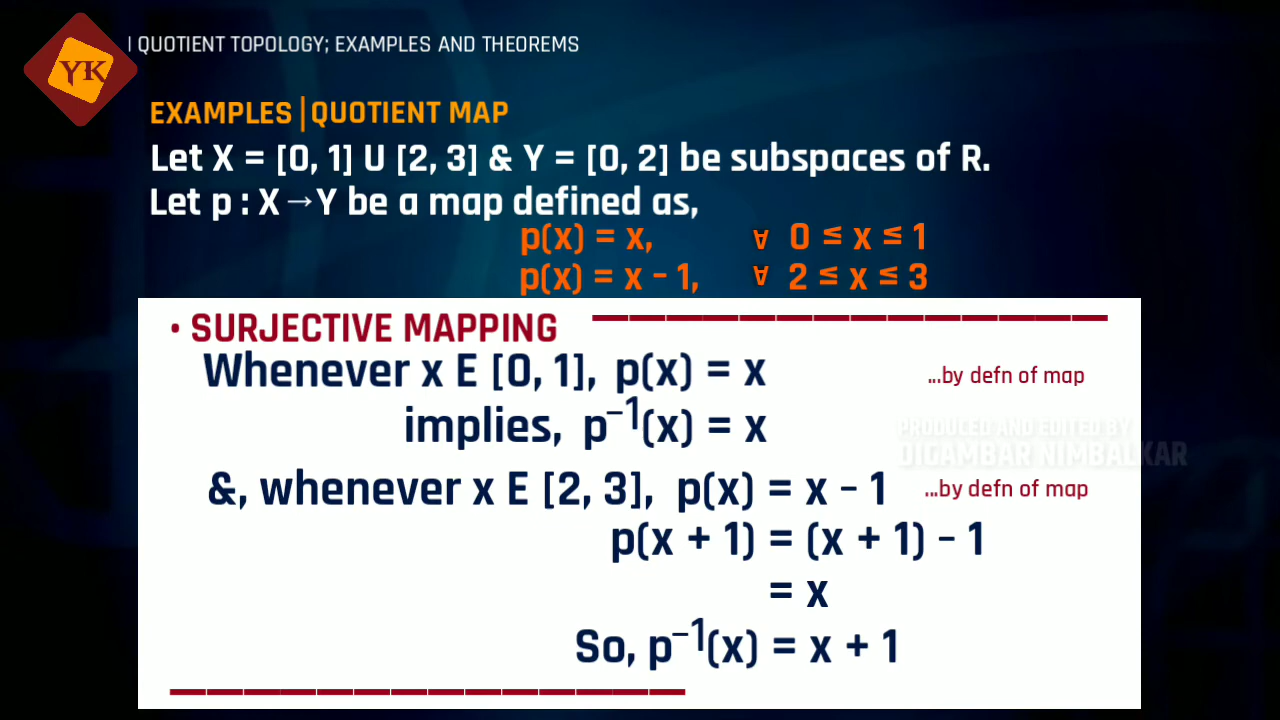 YK
QUOTIENT TOPOLOGY; EXAMPLES AND THEOREMS
EXAMPLES | QUOTIENT MAP
Let X = [0, 1] U [2, 3] & Y = [0, 2] be subspaces of R.
Let p : X → Y be a map defined as,
p(x) = x, ∀ 0 ≤ x ≤ 1
p(x) = x – 1, ∀ 2 ≤ x ≤ 3
• SURJECTIVE MAPPING
Whenever x E [0, 1], p(x) = x ...by defn of map
implies, p⁻¹(x) = x
PRODUCED AND EDITED BY
DIGAMBAR NIMBALKAR
&, whenever x E [2, 3], p(x) = x – 1 ...by defn of map
p(x + 1) = (x + 1) – 1
= x
So, p⁻¹(x) = x + 1